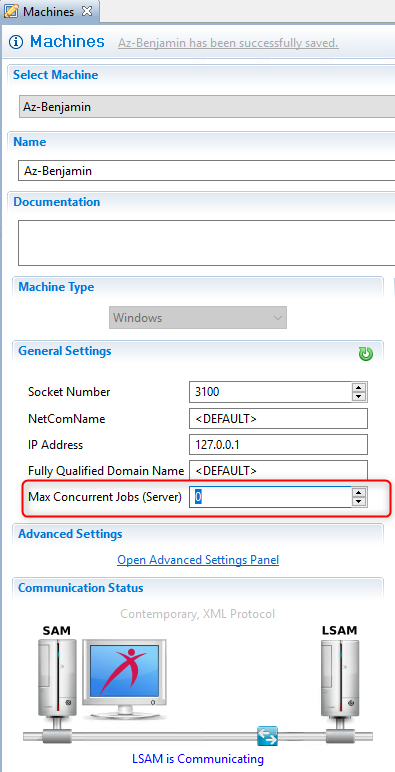 Machines
Machines Az-Benjamin has been successfully saved.
Select Machine
Az-Benjamin
Name
Az-Benjamin
Documentation
Machine Type
Windows
General Settings
Socket Number 3100
NetComName <DEFAULT>
IP Address 127.0.0.1
Fully Qualified Domain Name <DEFAULT>
Max Concurrent Jobs (Server) 0
Advanced Settings
Open Advanced Settings Panel
Communication Status
Contemporary, XML Protocol
SAM LSAM
LSAM is Communicating